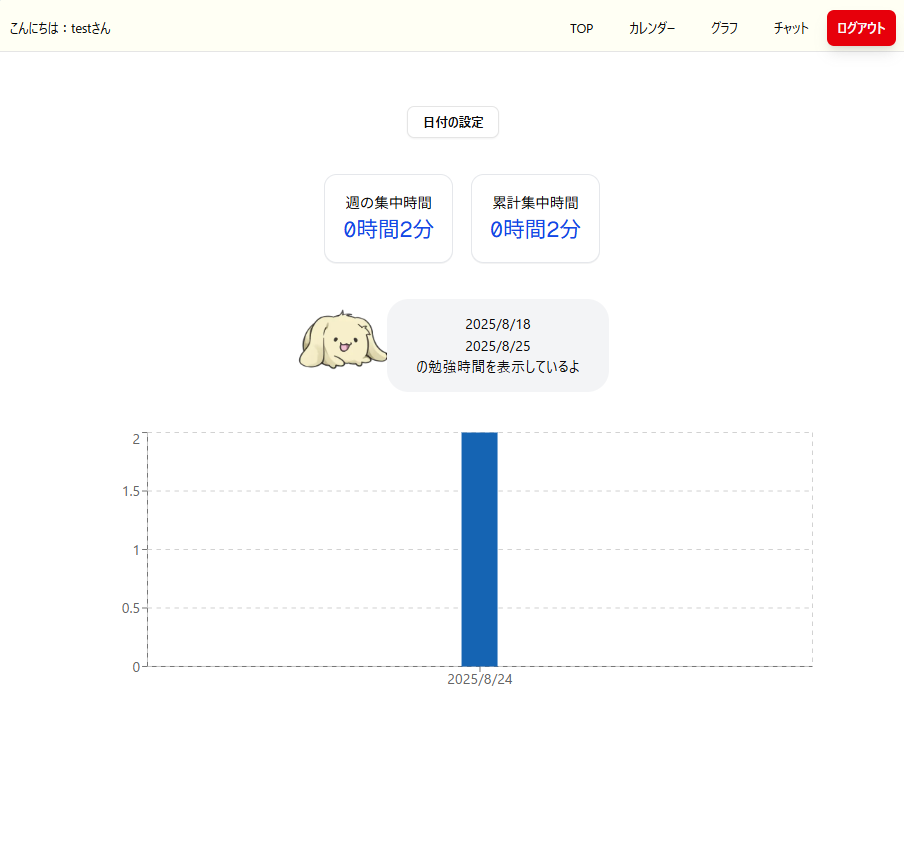 こんにちは：testさん
TOP
カレンダー
グラフ
チャット
ログアウト
日付の設定
週の集中時間
0時間2分
累計集中時間
0時間2分
2025/8/18
2025/8/25
の勉強時間を表示しているよ
2
1.5
1
0.5
0
2025/8/24